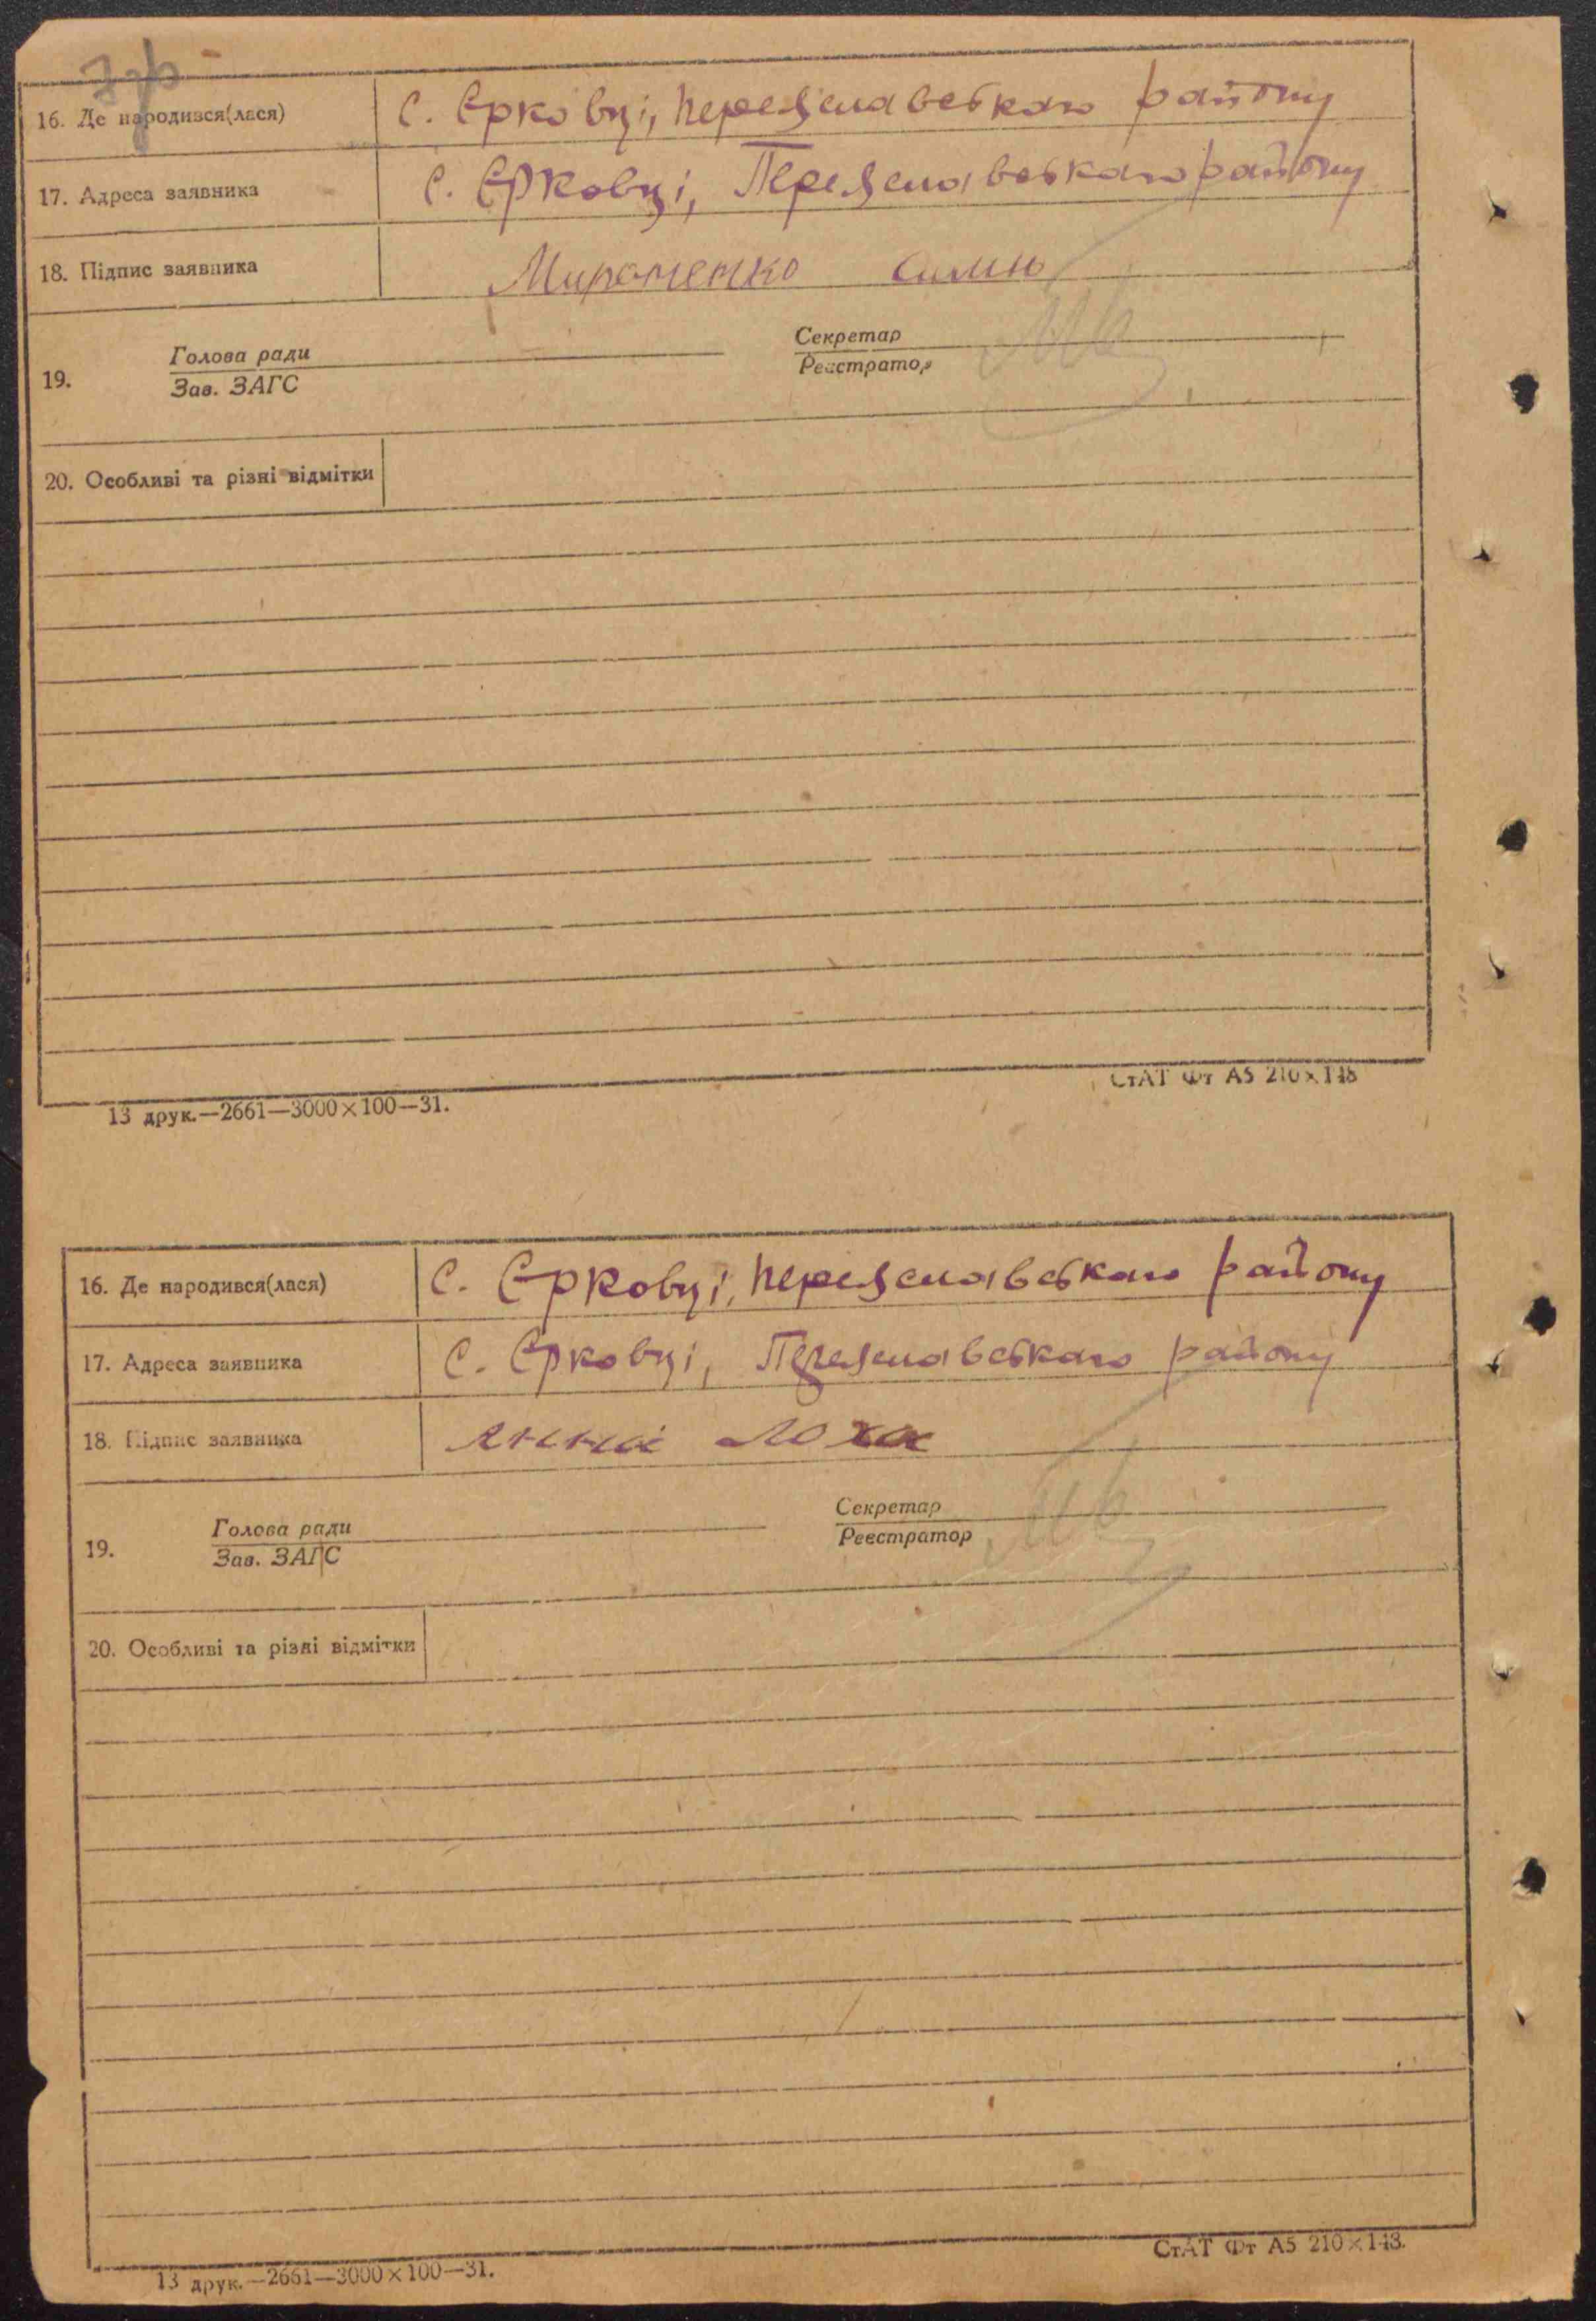 16. Де народився(лася) с. Єрковці, Переяславського району
17. Адреса заявника с. Єрковці, Переяславського району
18. Підпис заявника Мироненко
Голова ради Секретар
19. Зав. ЗАГС Реєстратор
20. Особливі та різні відмітки
13 друк.—2661—3000×100—31. СтАТ Фт А5 210×148
16. Де народився(лася) с. Єрковці, Переяславського району
17. Адреса заявника с. Єрковці, Переяславського району
18. Підпис заявника
Голова ради Секретар
19. Зав. ЗАГС Реєстратор
20. Особливі та різні відмітки
13 друк.—2661—3000×100—31. СтАТ Фт А5 210×148.